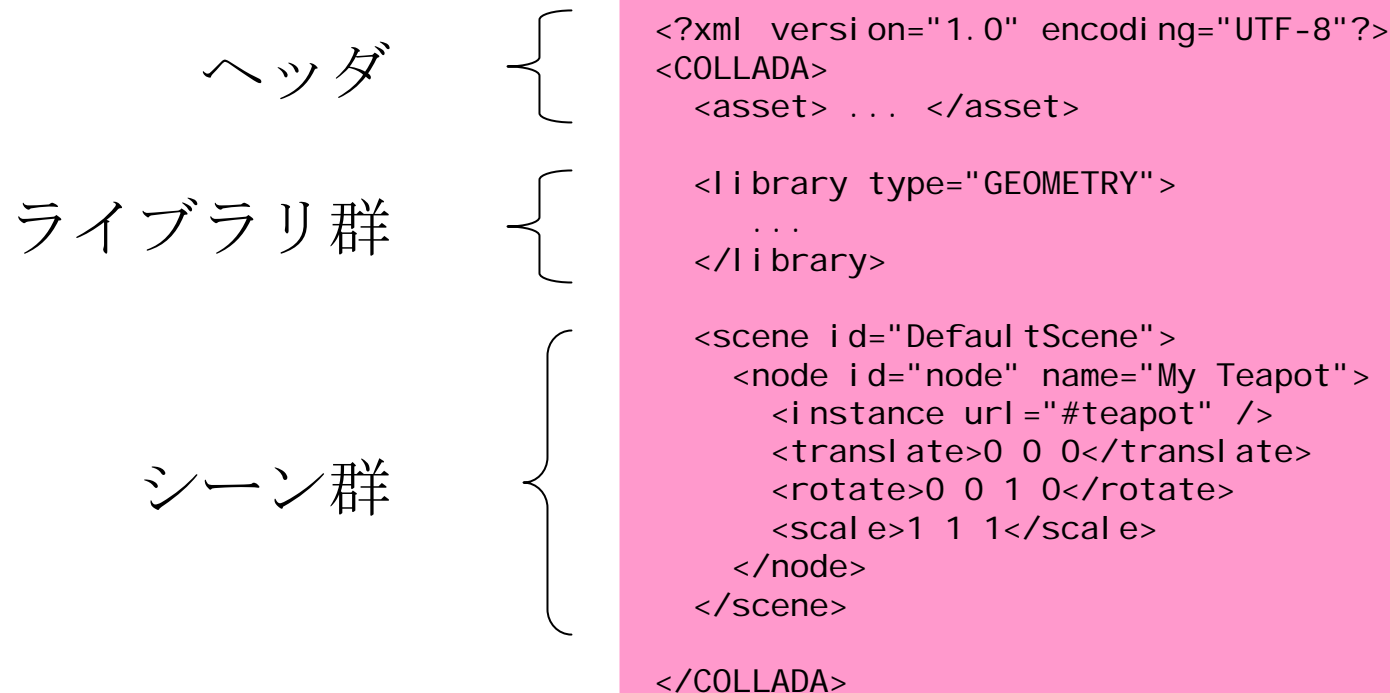 ヘッダ
ライブラリ群
シーン群
<?xml version="1.0" encoding="UTF-8"?>
<COLLADA>
<asset> ... </asset>
<library type="GEOMETRY">
...
</library>
<scene id="DefaultScene">
<node id="node" name="My Teapot">
<instance url="#teapot" />
<translate>0 0 0</translate>
<rotate>0 0 1 0</rotate>
<scale>1 1 1</scale>
</node>
</scene>
</COLLADA>